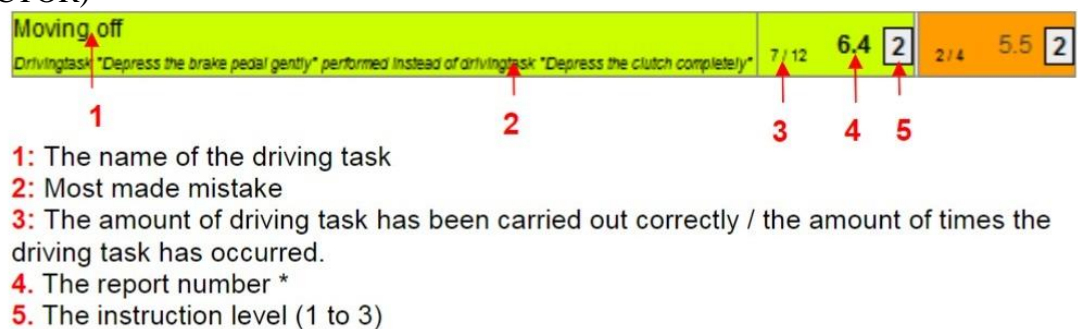 CTOR)
Moving off 7 / 12 6.4 2 2 / 4 5.5 2
Drivingtask "Depress the brake pedal gently" performed instead of drivingtask "Depress the clutch completely"
1 2 3 4 5
1: The name of the driving task
2: Most made mistake
3: The amount of driving task has been carried out correctly / the amount of times the
driving task has occurred.
4. The report number *
5. The instruction level (1 to 3)